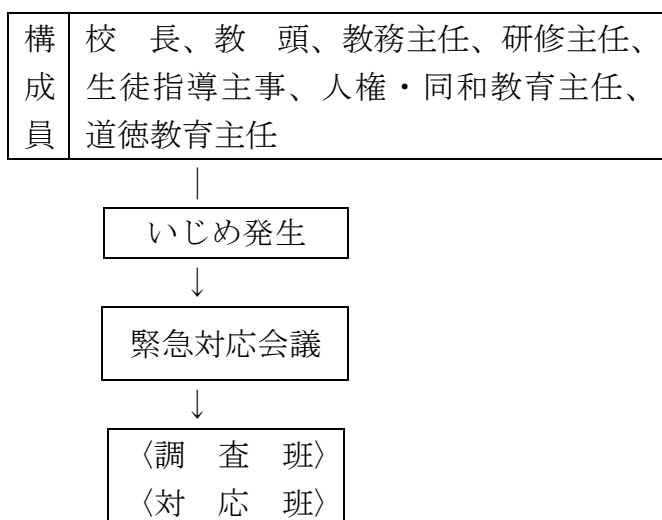 構成員
校　長、教　頭、教務主任、研修主任、
生徒指導主事、人権・同和教育主任、
道徳教育主任
いじめ発生
↓
緊急対応会議
↓
〈調　査　班〉
〈対　応　班〉